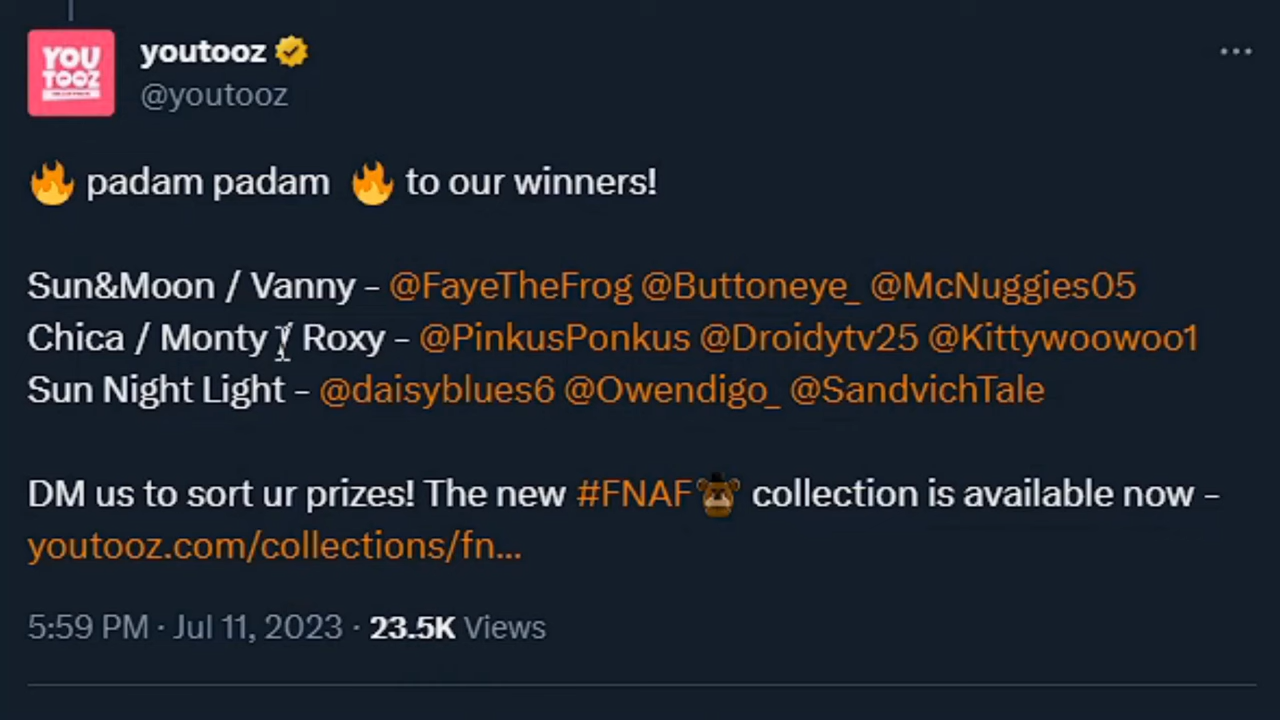 YOU
TOOZ
youtooz
@youtooz
🔥 padam padam 🔥 to our winners!
Sun&Moon / Vanny - @FayeTheFrog @Buttoneye_ @McNuggies05
Chica / Monty / Roxy - @PinkusPonkus @Droidytv25 @Kittywoowoo1
Sun Night Light - @daisyblues6 @Owendigo_ @SandvichTale
DM us to sort ur prizes! The new #FNAF🐻 collection is available now -
youtooz.com/collections/fn...
5:59 PM · Jul 11, 2023 · 23.5K Views